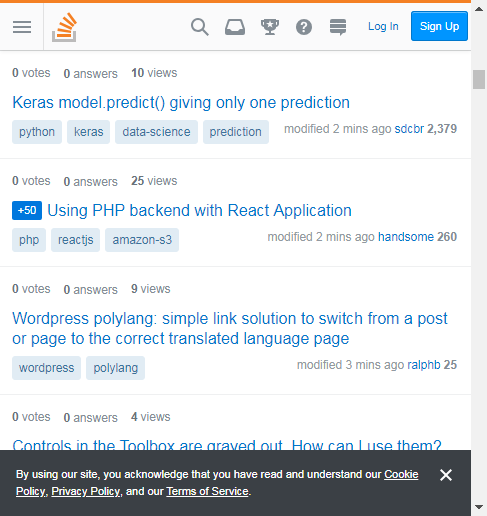 Log In
Sign Up
0 votes 0 answers 10 views
Keras model.predict() giving only one prediction
python keras data-science prediction modified 2 mins ago sdcbr 2,379
0 votes 0 answers 25 views
+50 Using PHP backend with React Application
php reactjs amazon-s3 modified 2 mins ago handsome 260
0 votes 0 answers 9 views
Wordpress polylang: simple link solution to switch from a post
or page to the correct translated language page
wordpress polylang modified 3 mins ago ralphb 25
0 votes 0 answers 4 views
Controls in the Toolbox are grayed out. How can I use them?
By using our site, you acknowledge that you have read and understand our Cookie
Policy, Privacy Policy, and our Terms of Service.